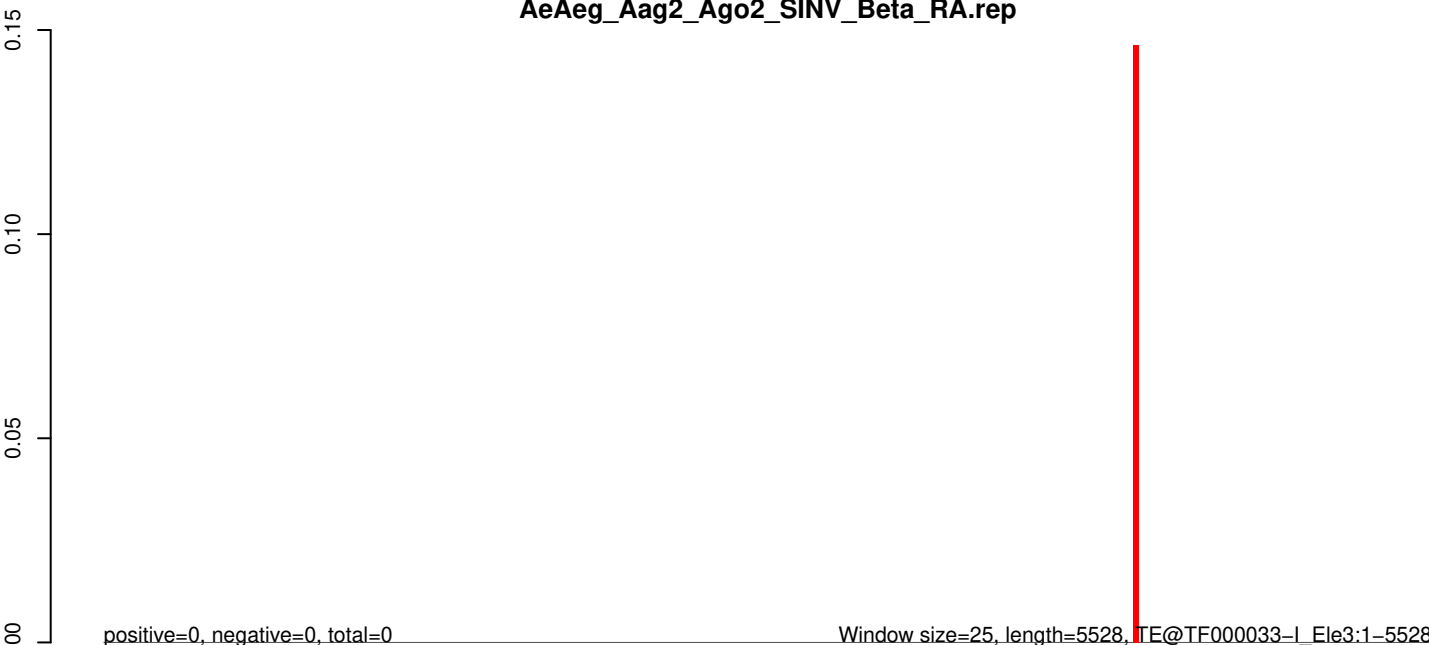 AeAeg_Aag2_Ago2_SINV_Beta_RA.rep
0.15
0.10
0.05
00
positive=0, negative=0, total=0
Window size=25, length=5528, TE@TF000033−I_Ele3:1−5528